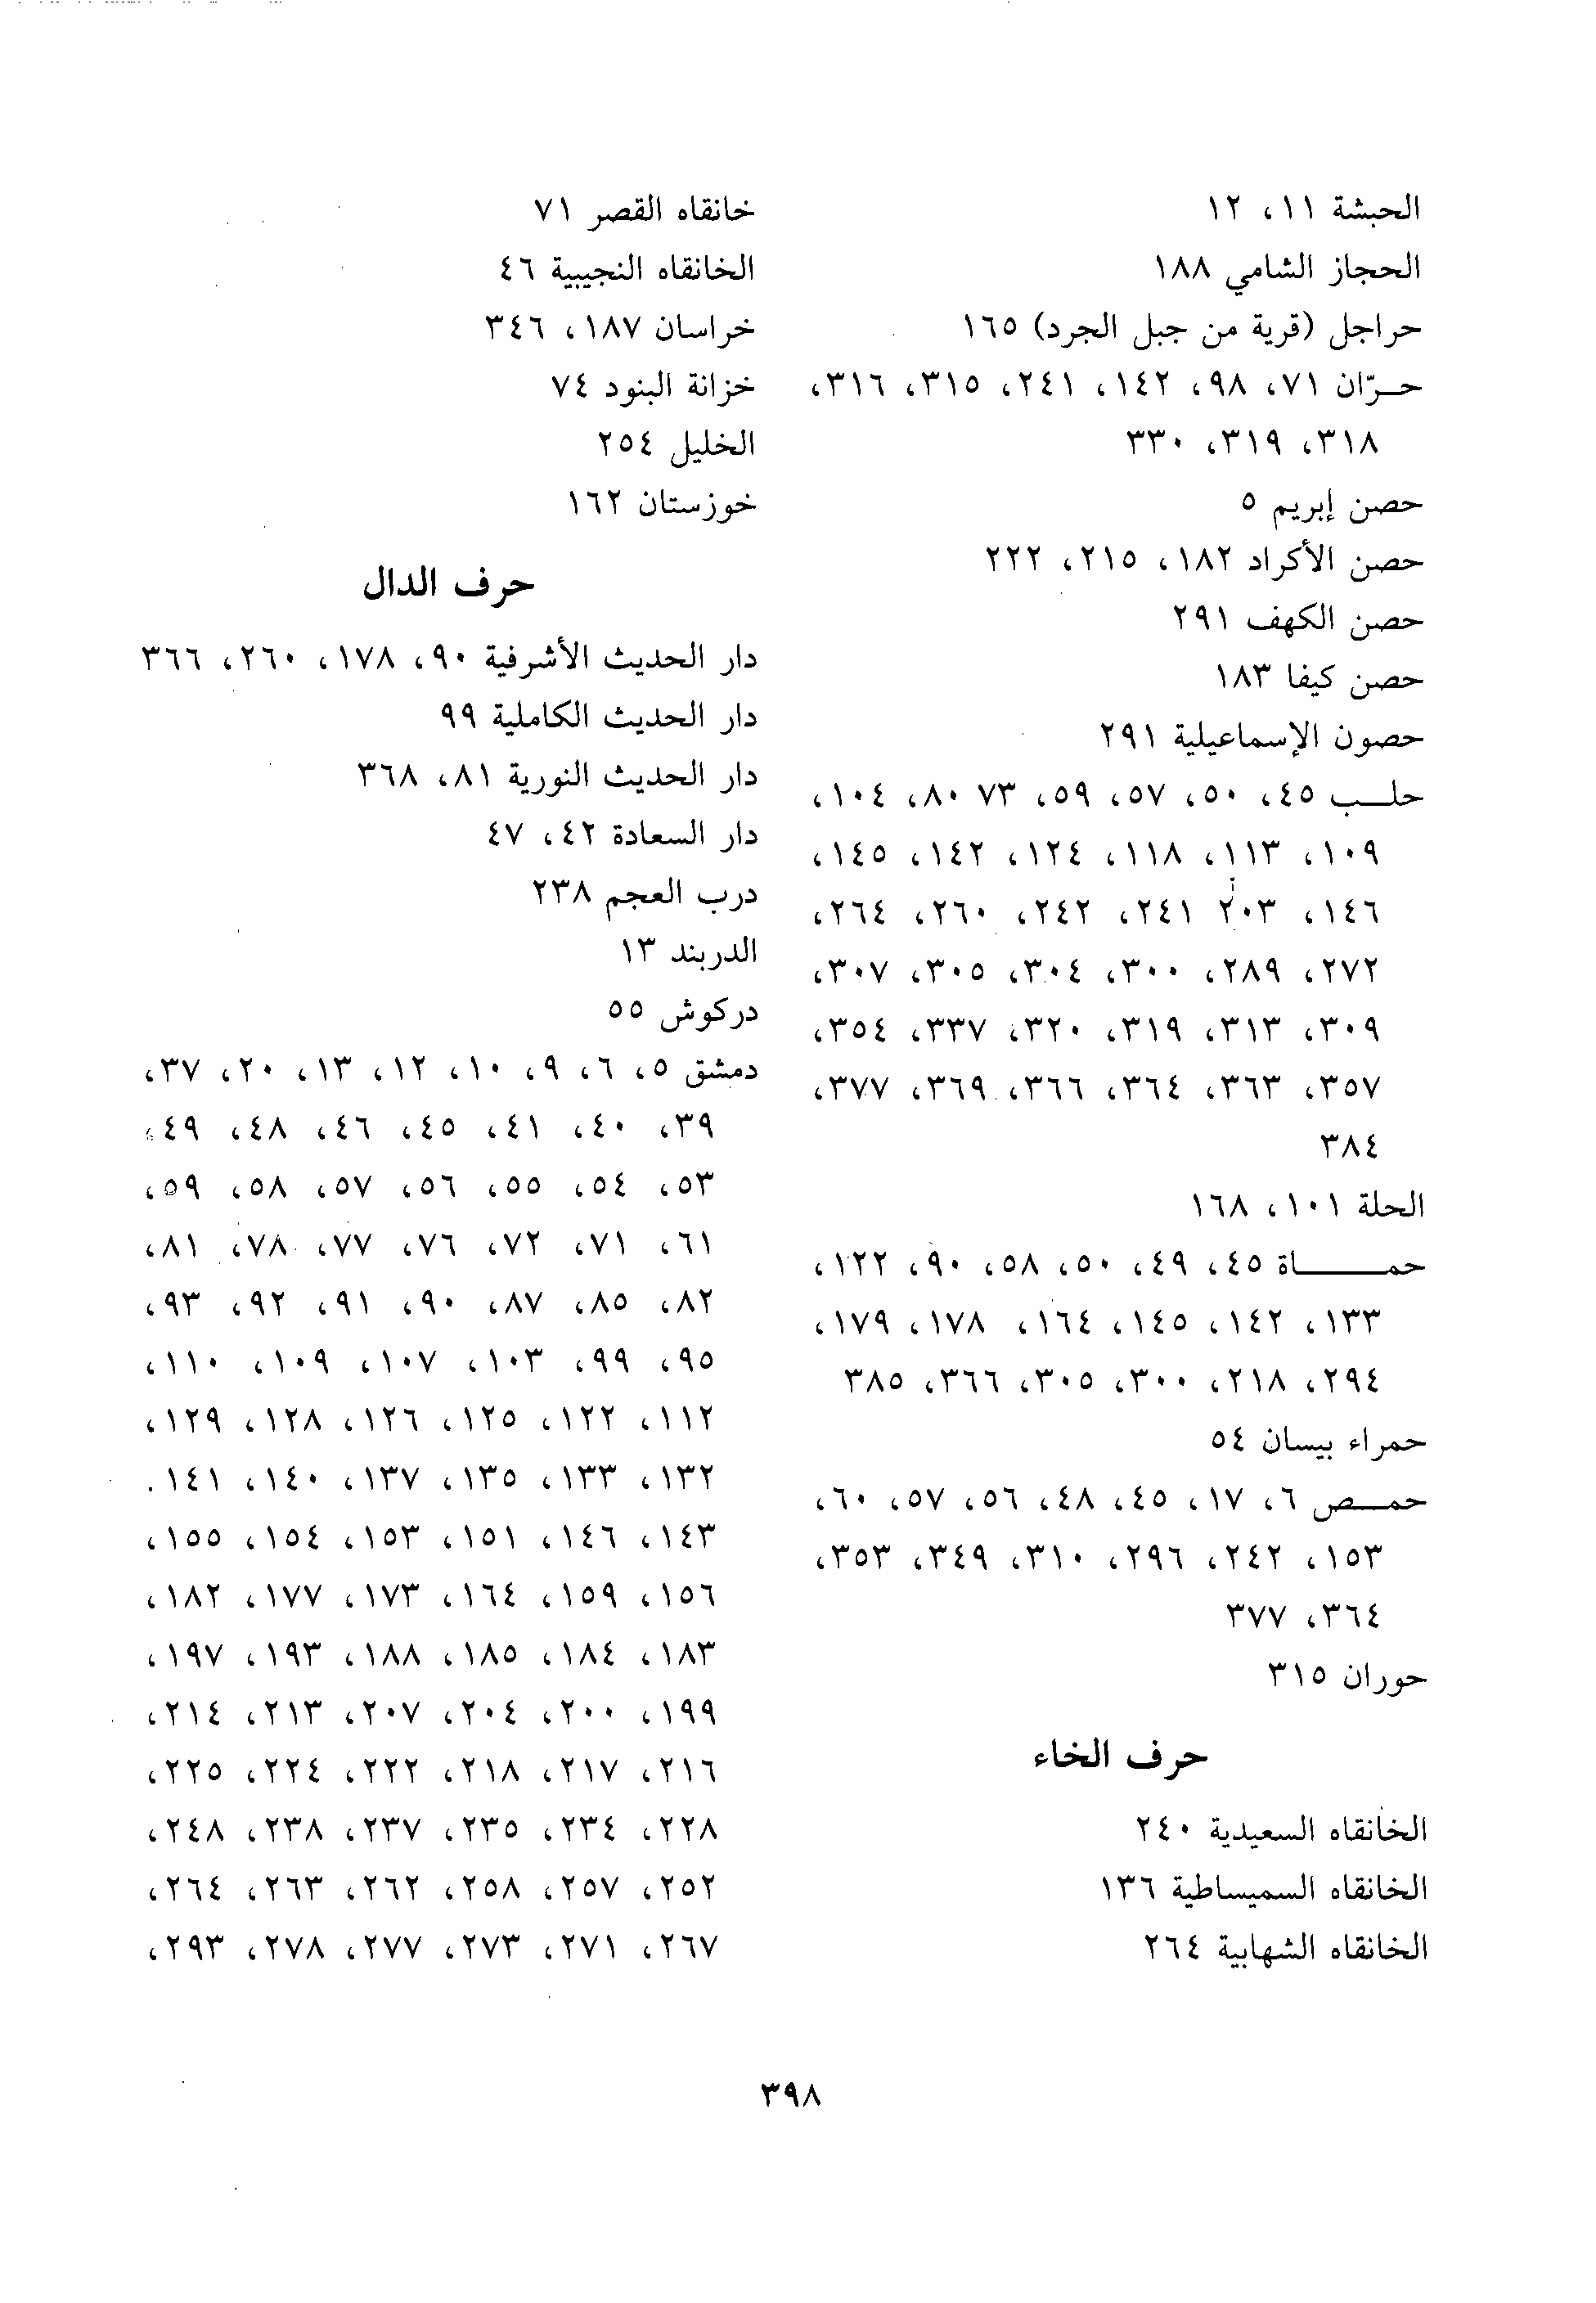 الحبشة ١١، ١٢
الحجاز الشامي ١٨٨
حراجل (قرية من جبل الجرد) ١٦٥
حـرّان ٧١، ٩٨، ١٤٢، ٢٤١، ٣١٥، ٣١٦،
٣١٨، ٣١٩، ٣٣٠
حصن إبريم ٥
حصن الأكراد ١٨٢، ٢١٥، ٢٢٢
حصن الكهف ٢٩١
حصن كيفا ١٨٣
حصون الإسماعيلية ٢٩١
حلـــب ٤٥، ٥٠، ٥٧، ٥٩، ٧٣ ٨٠، ١٠٤،
١٠٩، ١١٣، ١١٨، ١٢٤، ١٤٢، ١٤٥،
١٤٦، ٢٠٣ ٢٤١، ٢٤٢، ٢٦٠، ٢٦٤،
٢٧٢، ٢٨٩، ٣٠٠، ٣٠٤، ٣٠٥، ٣٠٧،
٣٠٩، ٣١٣، ٣١٩، ٣٢٠، ٣٣٧، ٣٥٤،
٣٥٧، ٣٦٣، ٣٦٤، ٣٦٦، ٣٦٩، ٣٧٧،
٣٨٤
الحلة ١٠١، ١٦٨
حمـــــــاة ٤٥، ٤٩، ٥٠، ٥٨، ٩٠، ١٢٢،
١٣٣، ١٤٢، ١٤٥، ١٦٤، ١٧٨، ١٧٩،
٢٩٤، ٢١٨، ٣٠٠، ٣٠٥، ٣٦٦، ٣٨٥
حمراء بيسان ٥٤
حمـــص ٦، ١٧، ٤٥، ٤٨، ٥٦، ٥٧، ٦٠،
١٥٣، ٢٤٢، ٢٩٦، ٣١٠، ٣٤٩، ٣٥٣،
٣٦٤، ٣٧٧
حوران ٣١٥
حرف الخاء
الخانقاه السعيدية ٢٤٠
الخانقاه السميساطية ١٣٦
الخانقاه الشهابية ٢٦٤
خانقاه القصر ٧١
الخانقاه النجيبية ٤٦
خراسان ١٨٧، ٣٤٦
خزانة البنود ٧٤
الخليل ٢٥٤
خوزستان ١٦٢
حرف الدال
دار الحديث الأشرفية ٩٠، ١٧٨، ٢٦٠، ٣٦٦
دار الحديث الكاملية ٩٩
دار الحديث النورية ٨١، ٣٦٨
دار السعادة ٤٢، ٤٧
درب العجم ٢٣٨
الدربند ١٣
دركوش ٥٥
دمشق ٥، ٦، ٩، ١٠، ١٢، ١٣، ٢٠، ٣٧،
٣٩، ٤٠، ٤١، ٤٥، ٤٦، ٤٨، ٤٩،
٥٣، ٥٤، ٥٥، ٥٦، ٥٧، ٥٨، ٥٩،
٦١، ٧١، ٧٢، ٧٦، ٧٧، ٧٨، ٨١،
٨٢، ٨٥، ٨٧، ٩٠، ٩١، ٩٢، ٩٣،
٩٥، ٩٩، ١٠٣، ١٠٧، ١٠٩، ١١٠،
١١٢، ١٢٢، ١٢٥، ١٢٦، ١٢٨، ١٢٩،
١٣٢، ١٣٣، ١٣٥، ١٣٧، ١٤٠، ١٤١.
١٤٣، ١٤٦، ١٥١، ١٥٣، ١٥٤، ١٥٥،
١٥٦، ١٥٩، ١٦٤، ١٧٣، ١٧٧، ١٨٢،
١٨٣، ١٨٤، ١٨٥، ١٨٨، ١٩٣، ١٩٧،
١٩٩، ٢٠٠، ٢٠٤، ٢٠٧، ٢١٣، ٢١٤،
٢١٦، ٢١٧، ٢١٨، ٢٢٢، ٢٢٤، ٢٢٥،
٢٢٨، ٢٣٤، ٢٣٥، ٢٣٧، ٢٣٨، ٢٤٨،
٢٥٢، ٢٥٧، ٢٥٨، ٢٦٢، ٢٦٣، ٢٦٤،
٢٦٧، ٢٧١، ٢٧٣، ٢٧٧، ٢٧٨، ٢٩٣،
٣٩٨